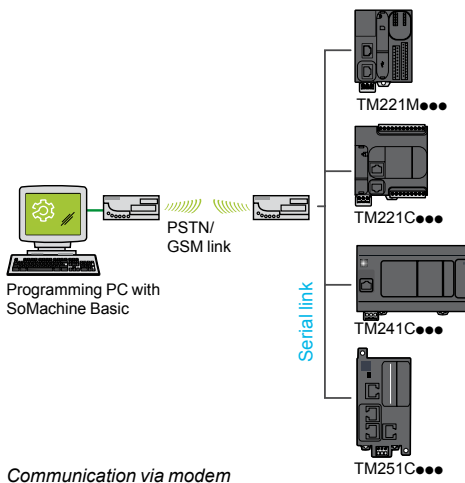 TM221M●●●
TM221C●●●
PSTN/
GSM link
Programming PC with
SoMachine Basic
Serial link
TM241C●●●
TM251C●●●
Communication via modem